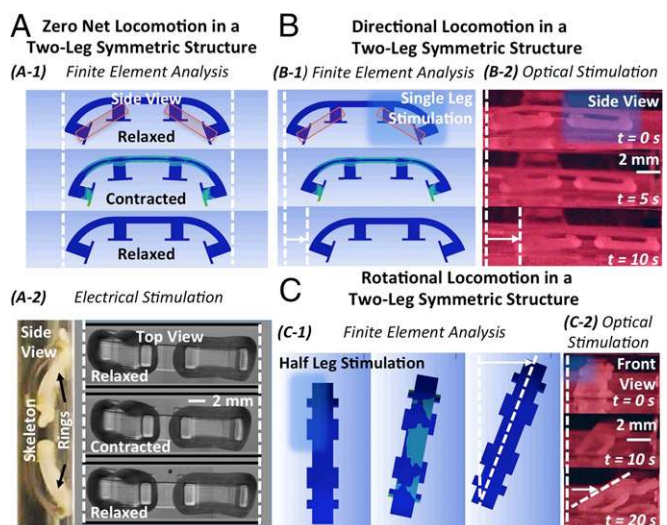 A Zero Net Locomotion in a
Two-Leg Symmetric Structure
(A-1) Finite Element Analysis
Side View
Relaxed
Contracted
Relaxed
(A-2) Electrical Stimulation
Side
View
Skeleton
Rings
Top View
Relaxed
2 mm
Contracted
Relaxed
B Directional Locomotion in a
Two-Leg Symmetric Structure
(B-1) Finite Element Analysis
Single Leg
Stimulation
(B-2) Optical Stimulation
Side View
t = 0 s
2 mm
t = 5 s
t = 10 s
C Rotational Locomotion in a
Two-Leg Symmetric Structure
(C-1) Finite Element Analysis
Half Leg Stimulation
(C-2) Optical
Stimulation
Front
View
t = 0s
2 mm
t = 10 s
t = 20 s